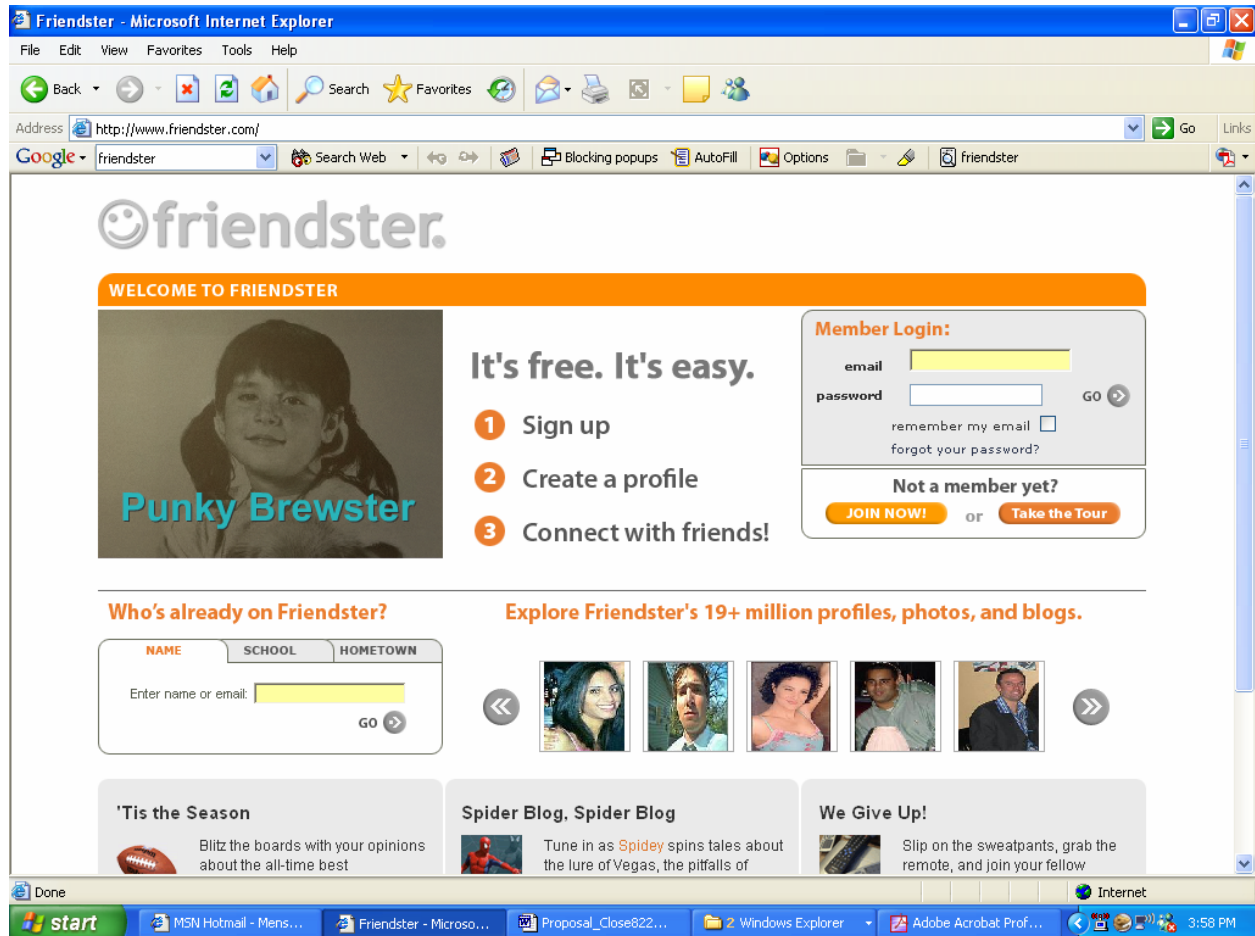 Friendster - Microsoft Internet Explorer
File Edit View Favorites Tools Help
Back Search Favorites
Address http://www.friendster.com/ Go Links
Google friendster Search Web Blocking popups AutoFill Options friendster
friendster®
WELCOME TO FRIENDSTER
Punky Brewster
It's free. It's easy.
1 Sign up
2 Create a profile
3 Connect with friends!
Member Login:
email
password GO
remember my email
forgot your password?
Not a member yet?
JOIN NOW! or Take the Tour
Who's already on Friendster?
NAME SCHOOL HOMETOWN
Enter name or email:
GO
Explore Friendster's 19+ million profiles, photos, and blogs.
'Tis the Season
Blitz the boards with your opinions
about the all-time best
Spider Blog, Spider Blog
Tune in as Spidey spins tales about
the lure of Vegas, the pitfalls of
We Give Up!
Slip on the sweatpants, grab the
remote, and join your fellow
Done Internet
start MSN Hotmail - Mens... Friendster - Microso... Proposal_Close822... 2 Windows Explorer Adobe Acrobat Prof... 3:58 PM